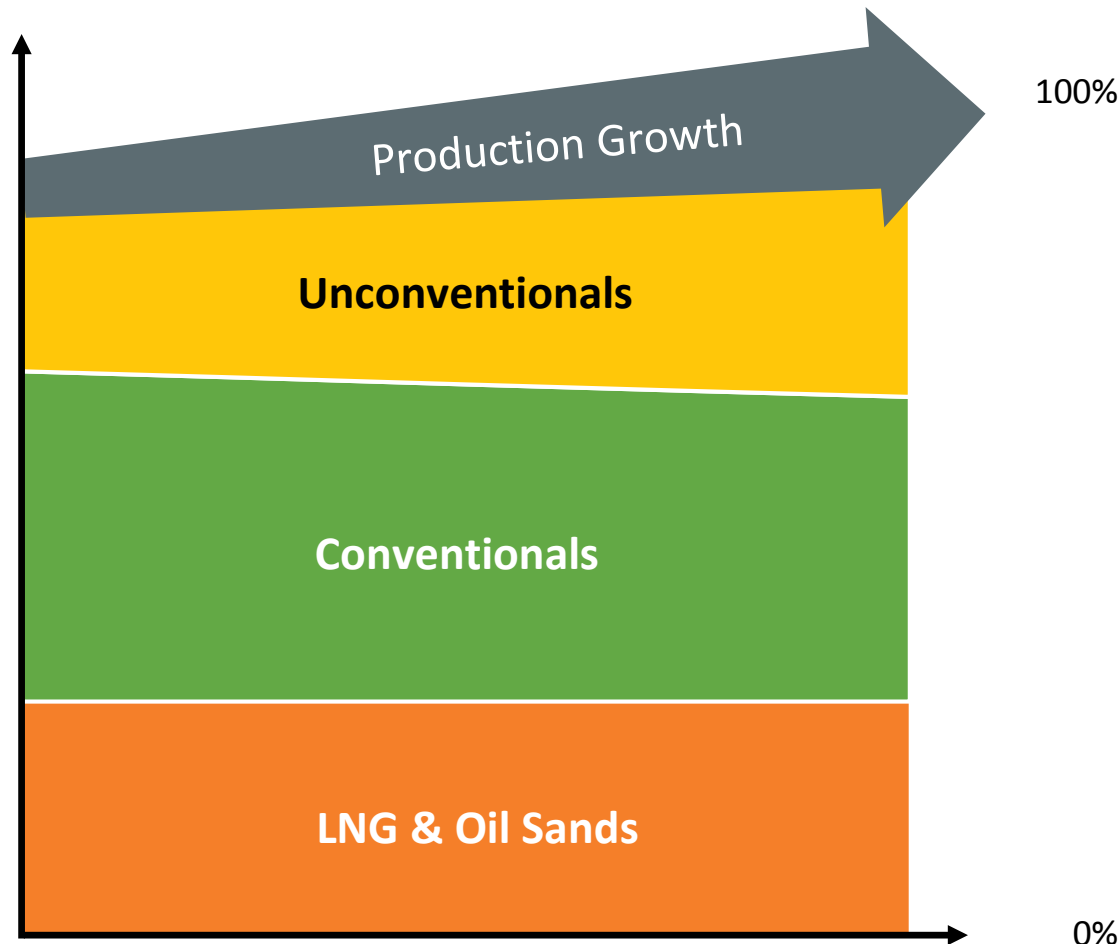 100%
Production Growth
Unconventionals
Conventionals
LNG & Oil Sands
0%